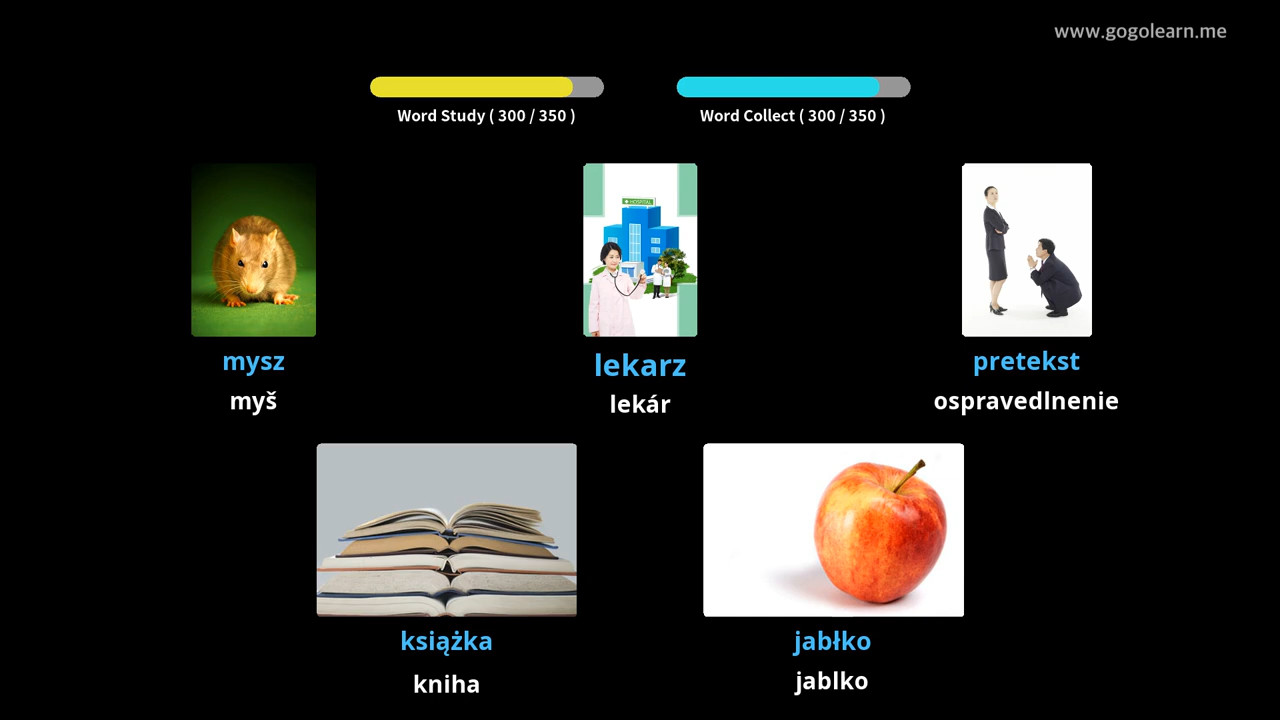 www.gogolearn.me
Word Study ( 300 / 350 )
Word Collect ( 300 / 350 )
HOSPITAL
mysz
lekarz
pretekst
myš
lekár
ospravedlnenie
książka
jabłko
kniha
jablko